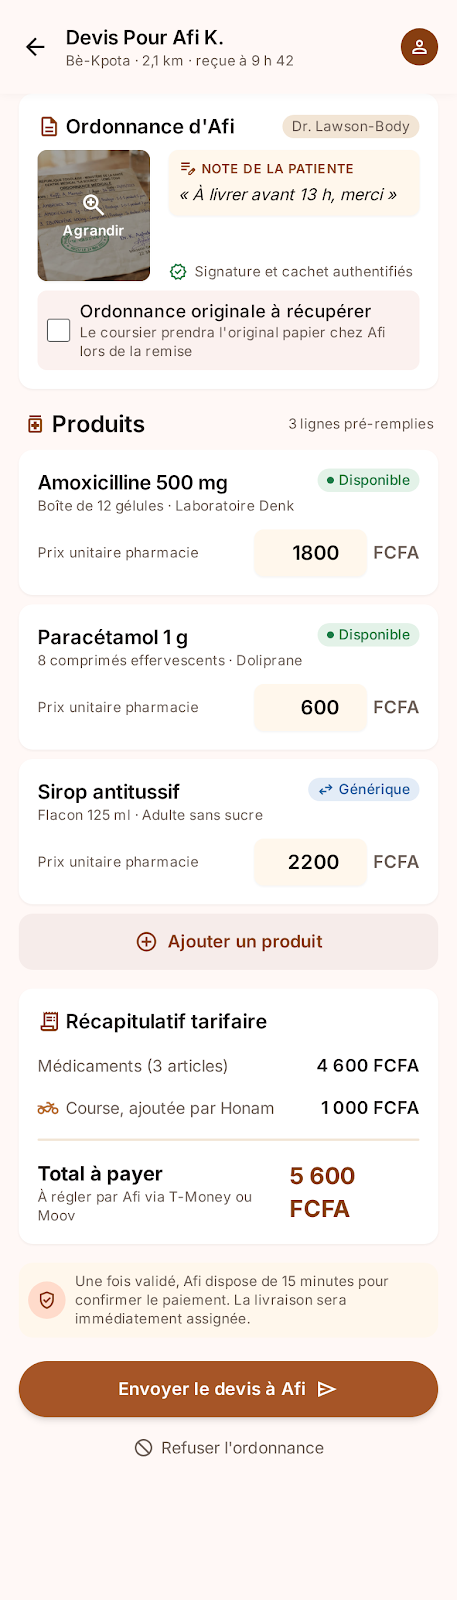 Devis Pour Afi K.
Bè-Kpota · 2,1 km · reçue à 9 h 42
Ordonnance d'Afi
Dr. Lawson-Body
Agrandir
NOTE DE LA PATIENTE
« À livrer avant 13 h, merci »
Signature et cachet authentifiés
Ordonnance originale à récupérer
Le coursier prendra l'original papier chez Afi
lors de la remise
Produits
3 lignes pré-remplies
Amoxicilline 500 mg
Disponible
Boîte de 12 gélules · Laboratoire Denk
Prix unitaire pharmacie
1800 FCFA
Paracétamol 1 g
Disponible
8 comprimés effervescents · Doliprane
Prix unitaire pharmacie
600 FCFA
Sirop antitussif
Générique
Flacon 125 ml · Adulte sans sucre
Prix unitaire pharmacie
2200 FCFA
Ajouter un produit
Récapitulatif tarifaire
Médicaments (3 articles)
4 600 FCFA
Course, ajoutée par Honam
1 000 FCFA
Total à payer
À régler par Afi via T-Money ou
Moov
5 600
FCFA
Une fois validé, Afi dispose de 15 minutes pour
confirmer le paiement. La livraison sera
immédiatement assignée.
Envoyer le devis à Afi
Refuser l'ordonnance